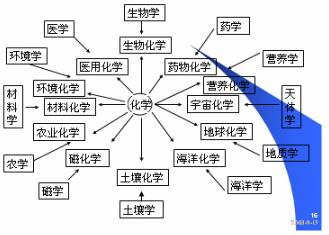 生物学
医学
药学
环境学
生物化学
营养学
医用化学
药物化学
环境化学
营养化学
材料学
材料化学
化学
宇宙化学
天体学
农业化学
地球化学
农学
磁化学
海洋化学
地质学
磁学
土壤化学
海洋学
土壤学
16